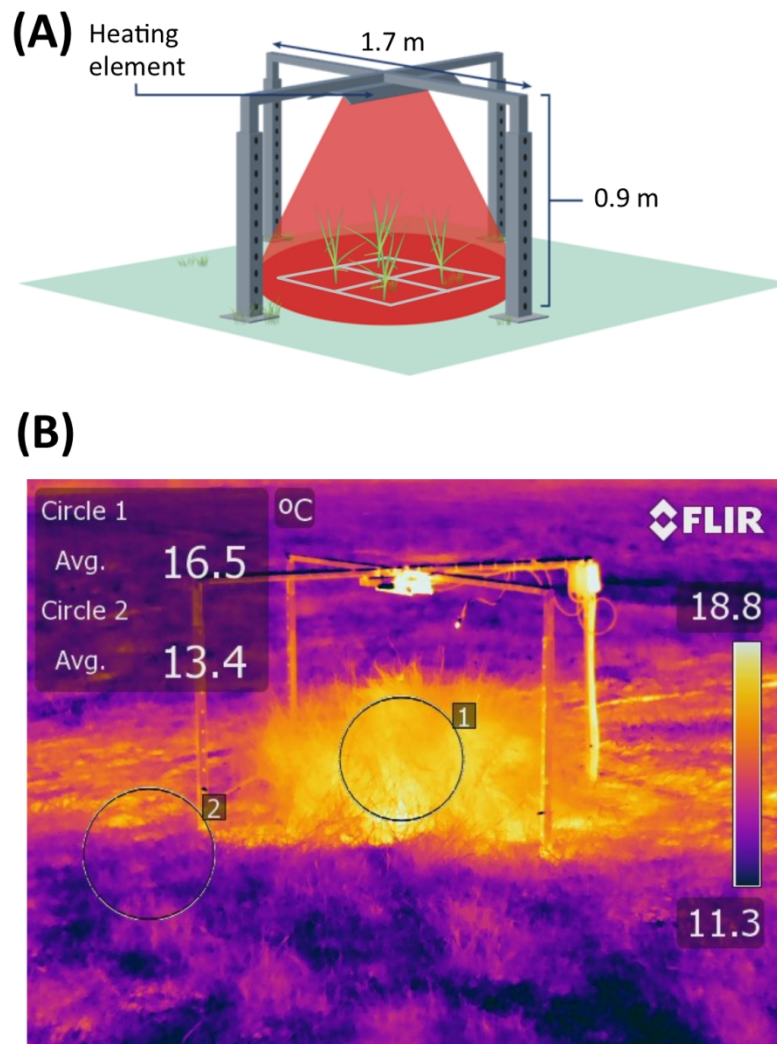 (A)
Heating
element
1.7 m
0.9 m
(B)
Circle 1
ºC
Avg. 16.5
Circle 2
Avg. 13.4
FLIR
18.8
1
2
11.3